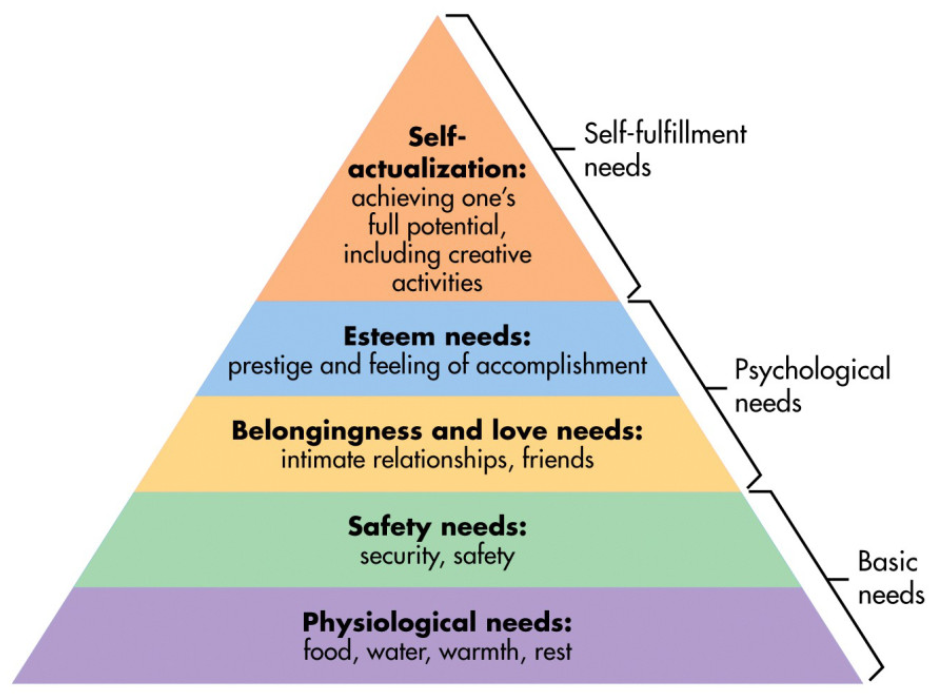 Self-
actualization:
achieving one's
full potential,
including creative
activities
Self-fulfillment
needs
Esteem needs:
prestige and feeling of accomplishment
Belongingness and love needs:
intimate relationships, friends
Psychological
needs
Safety needs:
security, safety
Physiological needs:
food, water, warmth, rest
Basic
needs